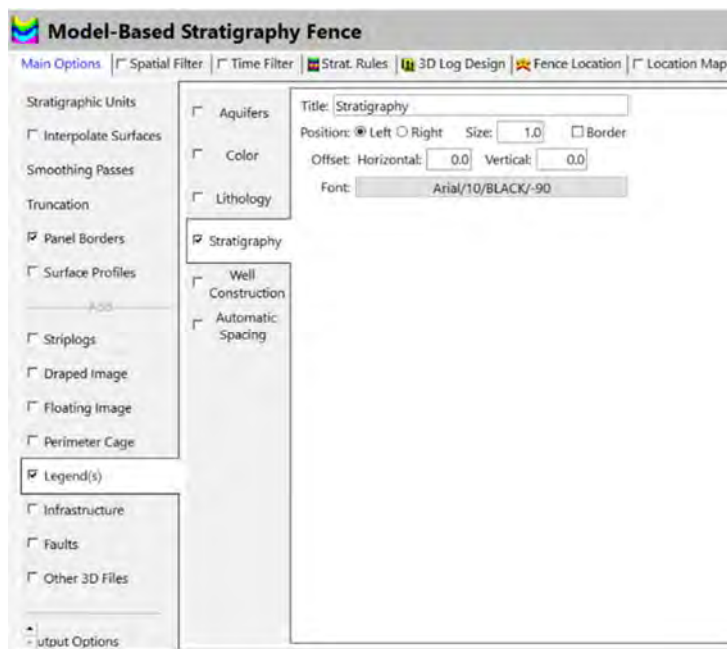 Model-Based Stratigraphy Fence
Main Options Spatial Filter Time Filter Strat. Rules 3D Log Design Fence Location Location Map
Stratigraphic Units
Interpolate Surfaces
Smoothing Passes
Truncation
Panel Borders
Surface Profiles
Add
Striplogs
Draped Image
Floating Image
Perimeter Cage
Legend(s)
Infrastructure
Faults
Other 3D Files
utput Options
Aquifers
Color
Lithology
Stratigraphy
Well
Construction
Automatic
Spacing
Title: Stratigraphy
Position: Left Right Size: 1.0 Border
Offset: Horizontal: 0.0 Vertical: 0.0
Font: Arial/10/BLACK/-90